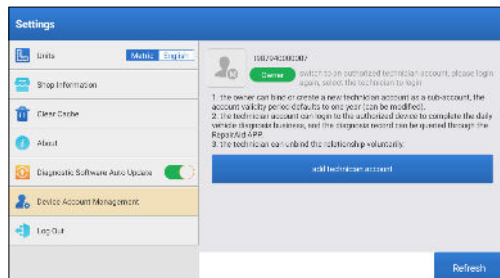 Settings
Units
Metric English
Shop Information
Clear Cache
About
Diagnostic Software Auto Update
Device Account Management
Log Out
Owner
switch to an authorized technician account, please login
again, select the technician to login
1. the owner can bind or create a new technician account as a sub-account, the
account validity period defaults to one year (can be modified).
2. the technician account can login to the authorized device to complete the daily
vehicle diagnosis business, and the diagnosis record can be queried through the
RepairAid APP.
3. the technician can unbind the relationship voluntarily.
add technician account
Refresh